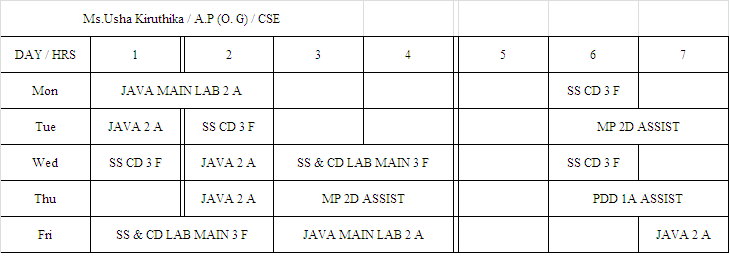 Ms.Usha Kiruthika / A.P (O. G) / CSE
DAY / HRS 1 2 3 4 5 6 7
Mon JAVA MAIN LAB 2 A SS CD 3 F
Tue JAVA 2 A SS CD 3 F MP 2D ASSIST
Wed SS CD 3 F JAVA 2 A SS & CD LAB MAIN 3 F SS CD 3 F
Thu JAVA 2 A MP 2D ASSIST PDD 1A ASSIST
Fri SS & CD LAB MAIN 3 F JAVA MAIN LAB 2 A JAVA 2 A